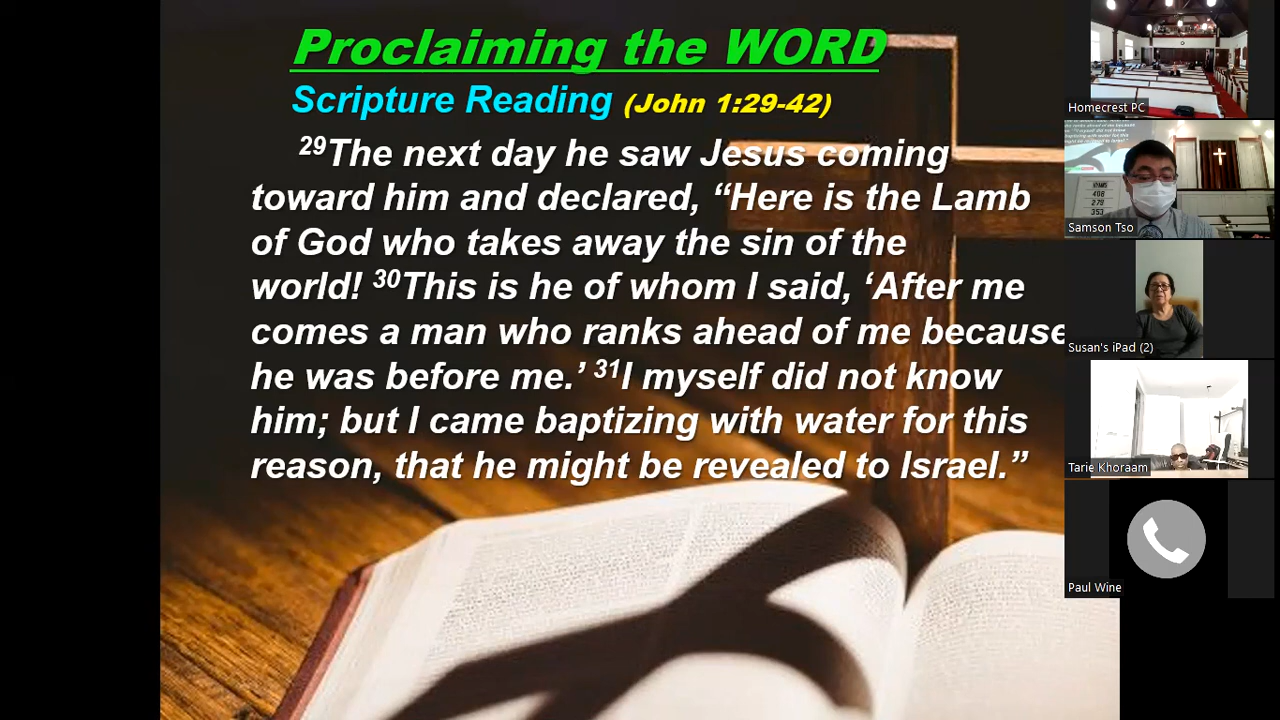 Proclaiming the WORD
Scripture Reading (John 1:29-42)
29The next day he saw Jesus coming
toward him and declared, “Here is the Lamb
of God who takes away the sin of the
world! 30This is he of whom I said, ‘After me
comes a man who ranks ahead of me because
he was before me.’ 31I myself did not know
him; but I came baptizing with water for this
reason, that he might be revealed to Israel.”
Homecrest PC
HYMNS
408
279
353
Samson Tso
Susan's iPad (2)
Tarie Khoraam
Paul Wine